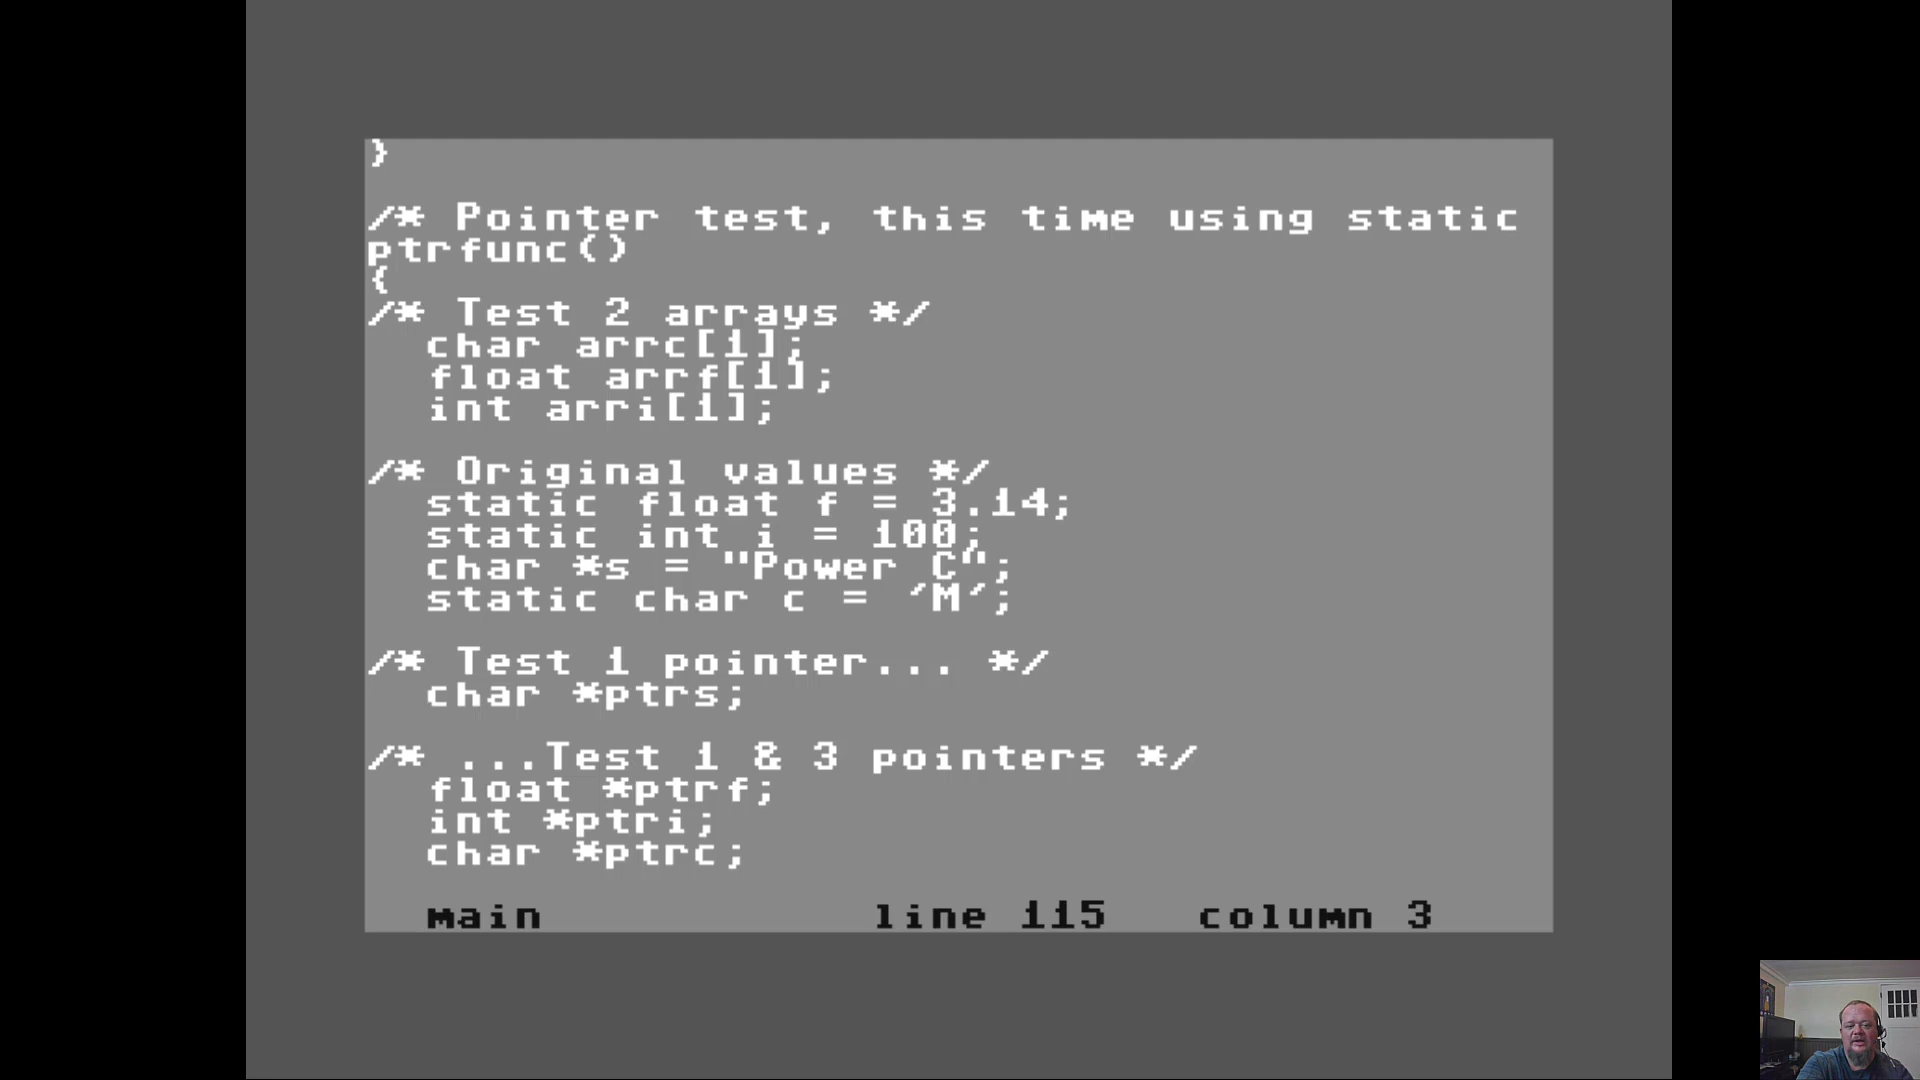 }
/* Pointer test, this time using static
ptrfunc()
{
/* Test 2 arrays */
char arrc[1];
float arrf[1];
int arri[1];
/* Original values */
static float f = 3.14;
static int i = 100;
char *s = "Power C";
static char c = 'M';
/* Test 1 pointer... */
char *ptrs;
/* ...Test 1 & 3 pointers */
float *ptrf;
int *ptri;
char *ptrc;
main line 115 column 3